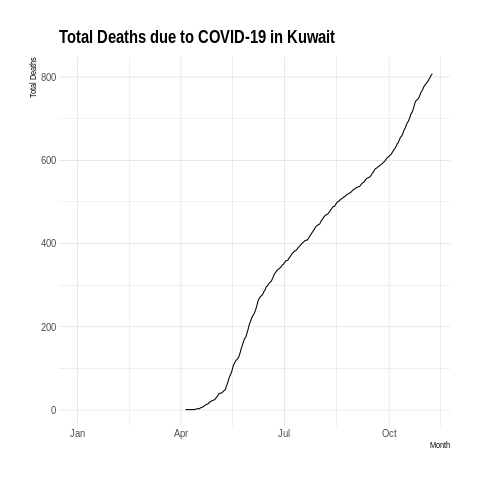 Total Deaths due to COVID-19 in Kuwait
Total Deaths
800
600
400
200
0
Jan Apr Jul Oct
Month